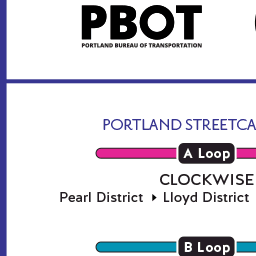 PBOT
PORTLAND BUREAU OF TRANSPORTATION
PORTLAND STREETCA
A Loop
CLOCKWISE
Pearl District ▸ Lloyd District
B Loop